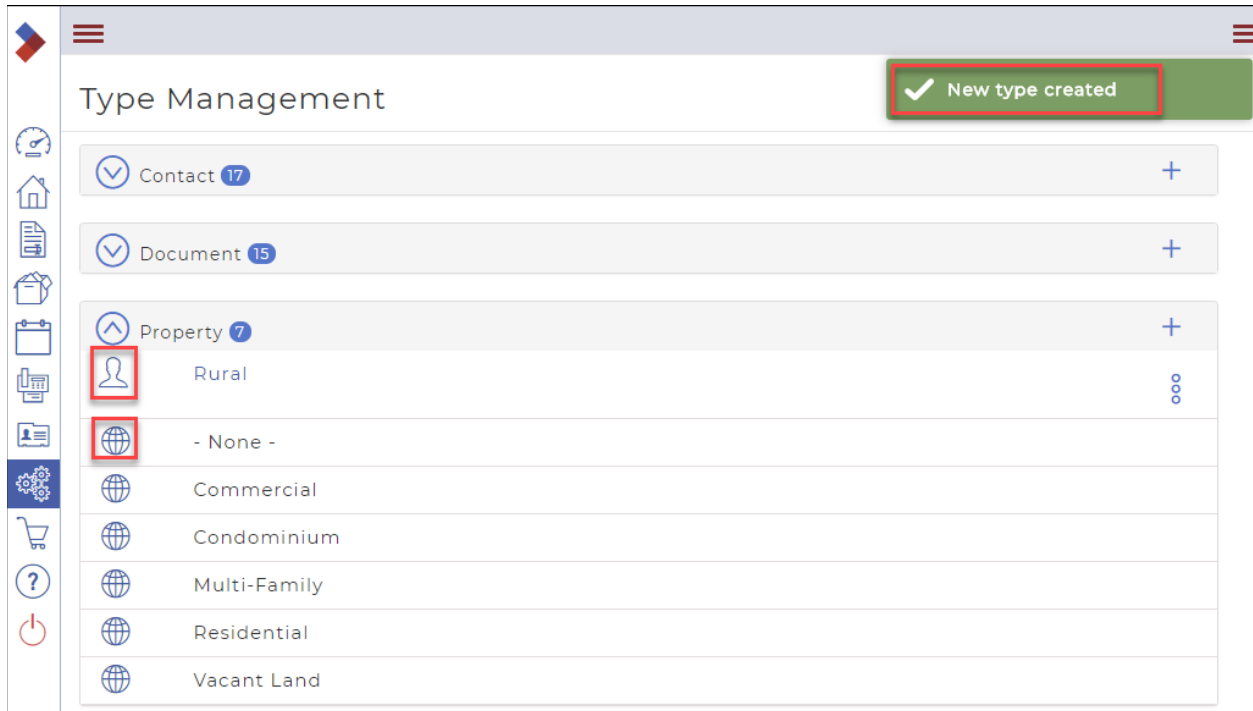 New type created
Type Management
Contact 17
Document 15
Property 7
Rural
- None -
Commercial
Condominium
Multi-Family
Residential
Vacant Land